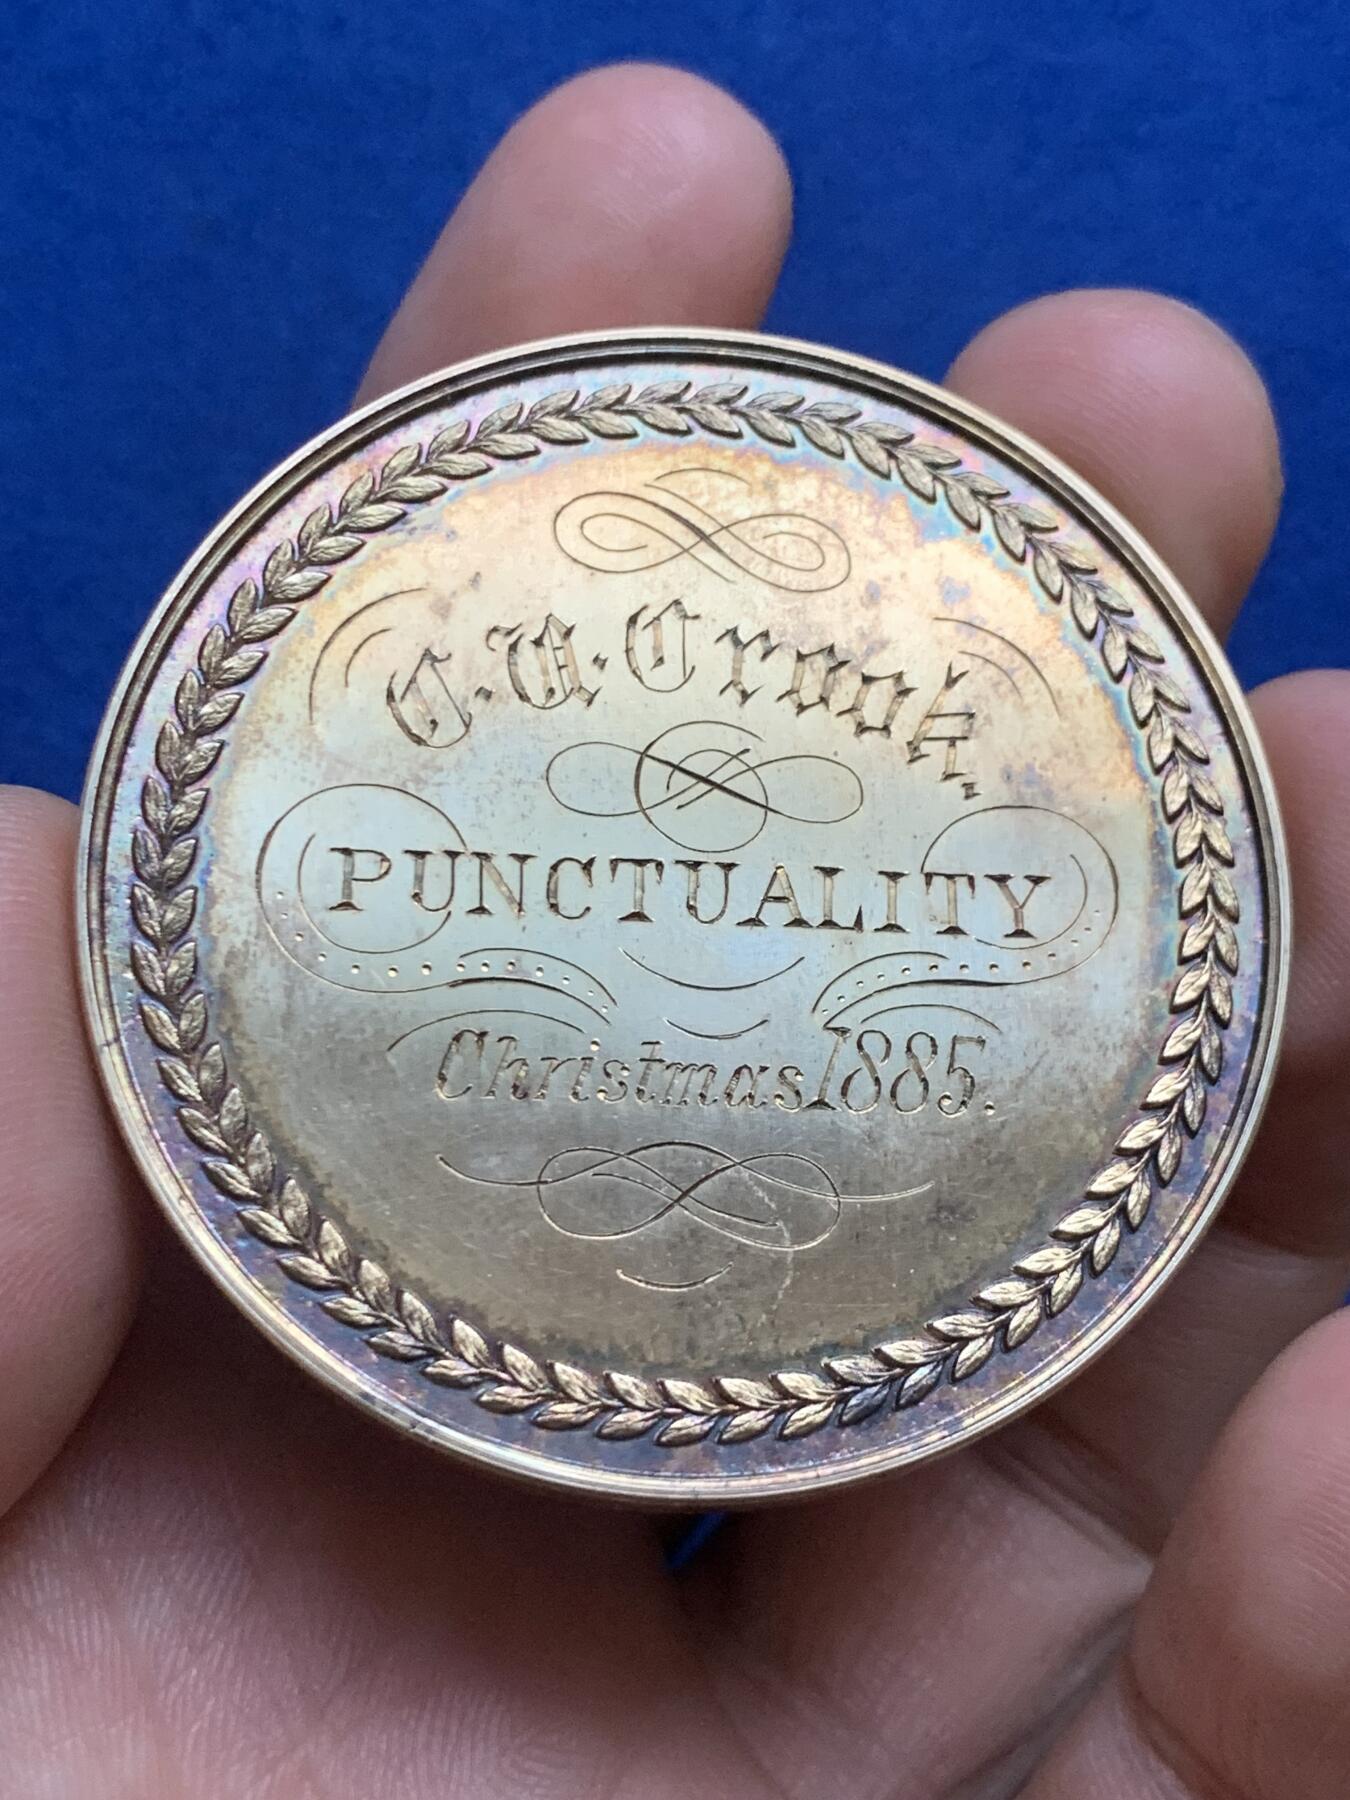 C. A. Crook.
PUNCTUALITY
Christmas 1885.